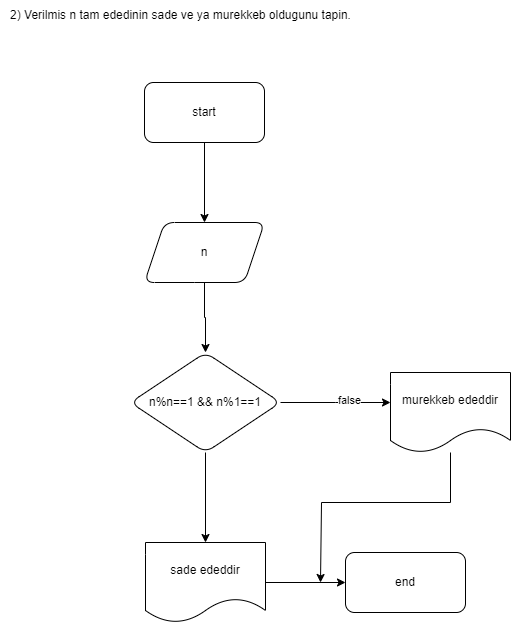 2) Verilmis n tam ededinin sade ve ya murekkeb oldugunu tapin.
start
n
n%n==1 && n%1==1
false
murekkeb ededdir
sade ededdir
end